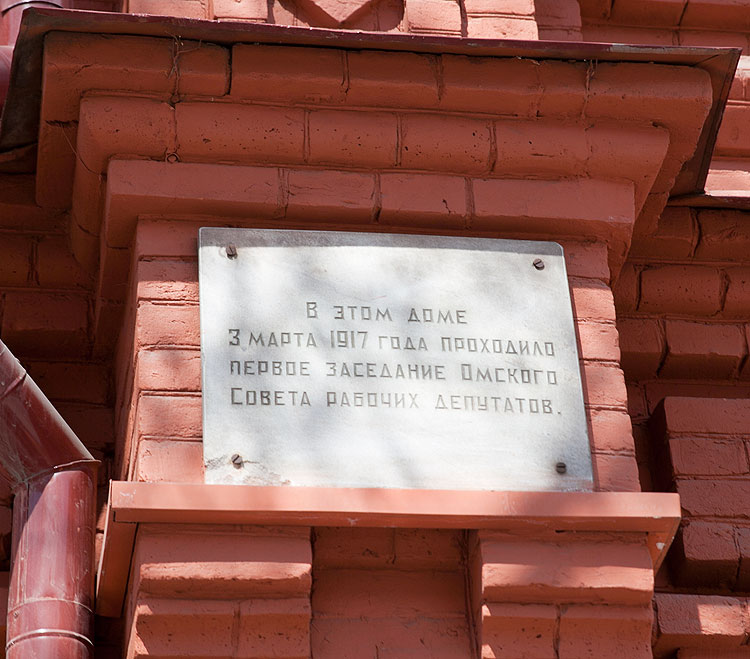 В ЭТОМ ДОМЕ
3 МАРТА 1917 ГОДА ПРОХОДИЛО
ПЕРВОЕ ЗАСЕДАНИЕ ОМСКОГО
СОВЕТА РАБОЧИХ ДЕПУТАТОВ.